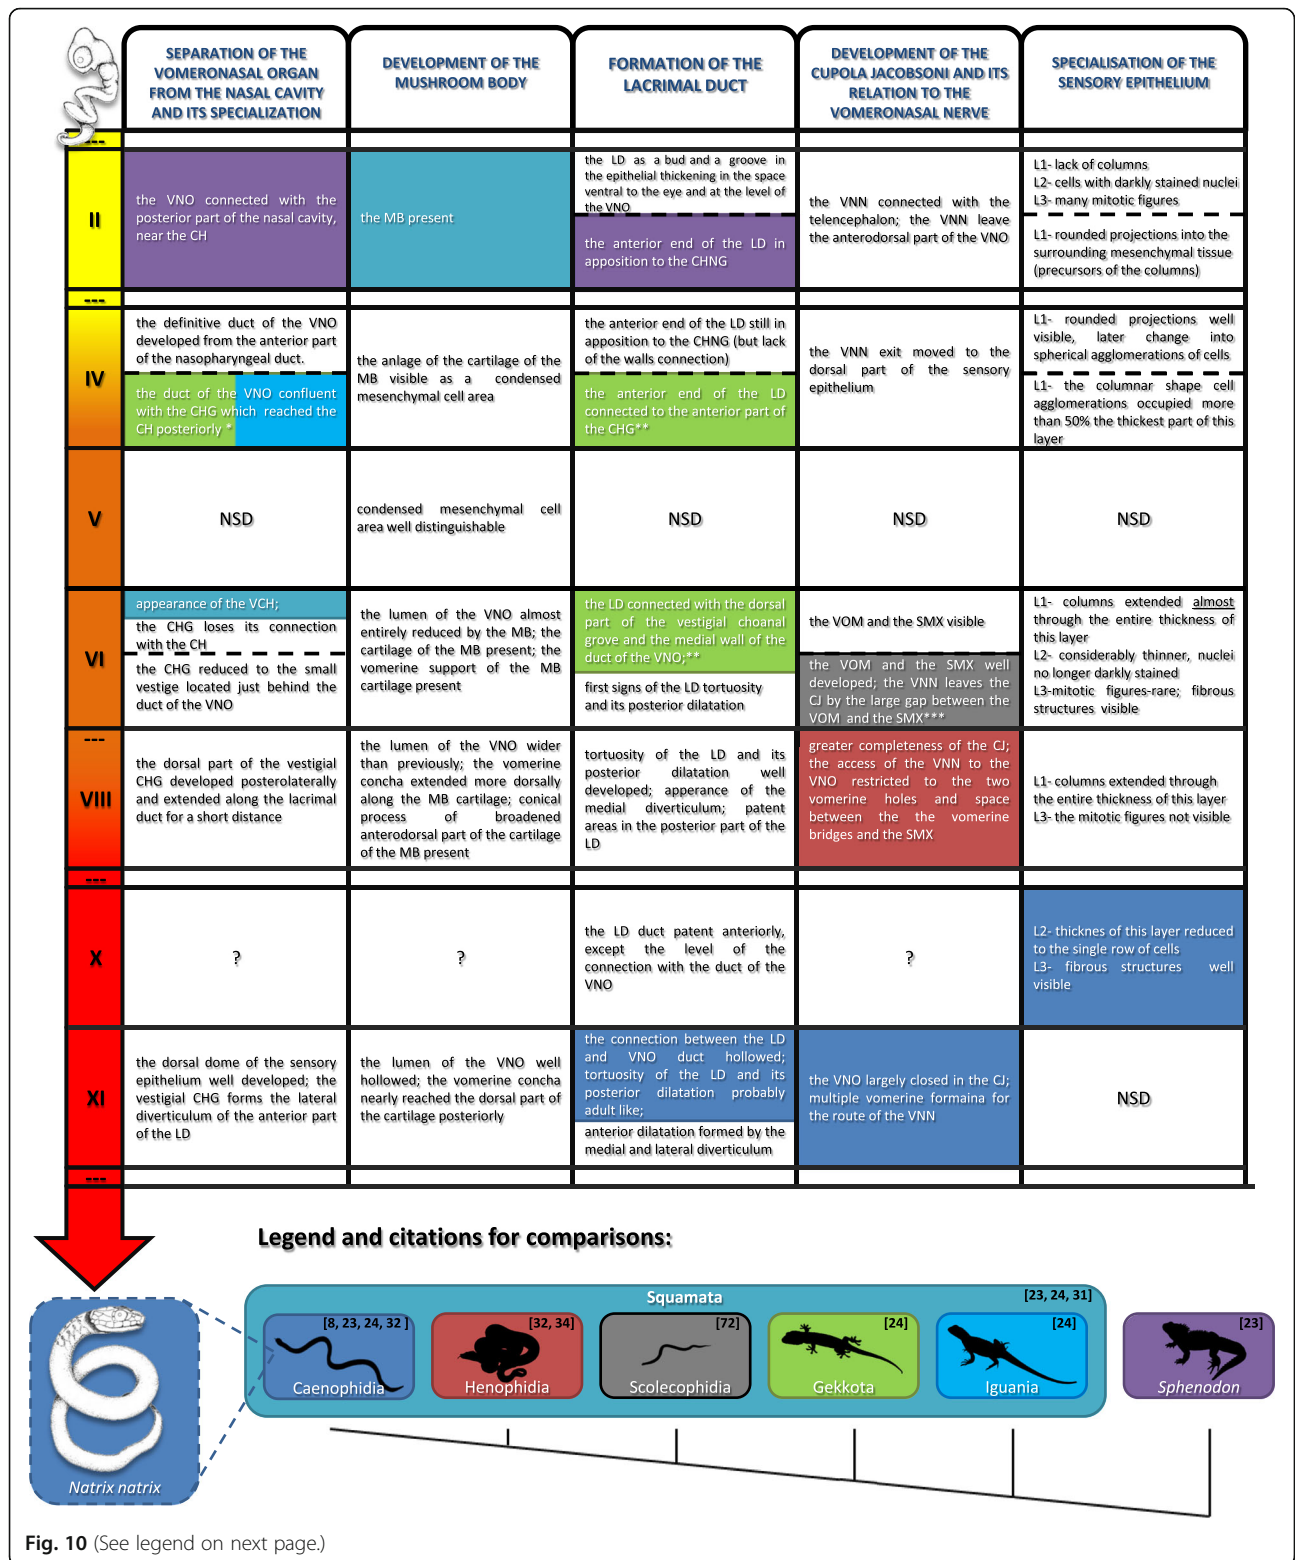 SEPARATION OF THE
VOMERONASAL ORGAN
FROM THE NASAL CAVITY
AND ITS SPECIALIZATION
DEVELOPMENT OF THE
MUSHROOM BODY
FORMATION OF THE
LACRIMAL DUCT
DEVELOPMENT OF THE
CUPOLA JACOBSONI AND ITS
RELATION TO THE
VOMERONASAL NERVE
SPECIALISATION OF THE
SENSORY EPITHELIUM
---
II
the VNO connected with the
posterior part of the nasal cavity,
near the CH
the MB present
the LD as a bud and a groove in
the epithelial thickening in the space
ventral to the eye and at the level of
the VNO
the anterior end of the LD in
apposition to the CHNG
the VNN connected with the
telencephalon; the VNN leave
the anterodorsal part of the VNO
L1- lack of columns
L2- cells with darkly stained nuclei
L3- many mitotic figures
L1- rounded projections into the
surrounding mesenchymal tissue
(precursors of the columns)
---
IV
the definitive duct of the VNO
developed from the anterior part
of the nasopharyngeal duct.
the duct of the VNO confluent
with the CHG which reached the
CH posteriorly *
the anlage of the cartilage of the
MB visible as a condensed
mesenchymal cell area
the anterior end of the LD still in
apposition to the CHNG (but lack
of the walls connection)
the anterior end of the LD
connected to the anterior part of
the CHG**
the VNN exit moved to the
dorsal part of the sensory
epithelium
L1- rounded projections well
visible, later change into
spherical agglomerations of cells
L1- the columnar shape cell
agglomerations occupied more
than 50% the thickest part of this
layer
V
NSD
condensed mesenchymal cell
area well distinguishable
NSD
NSD
NSD
VI
appearance of the VCH;
the CHG loses its connection
with the CH
the CHG reduced to the small
vestige located just behind the
duct of the VNO
the lumen of the VNO almost
entirely reduced by the MB; the
cartilage of the MB present; the
vomerine support of the MB
cartilage present
the LD connected with the dorsal
part of the vestigial choanal
grove and the medial wall of the
duct of the VNO;**
first signs of the LD tortuosity
and its posterior dilatation
the VOM and the SMX visible
the VOM and the SMX well
developed; the VNN leaves the
CJ by the large gap between the
VOM and the SMX***
L1- columns extended almost
through the entire thickness of
this layer
L2- considerably thinner, nuclei
no longer darkly stained
L3-mitotic figures-rare; fibrous
structures visible
---
VIII
the dorsal part of the vestigial
CHG developed posterolaterally
and extended along the lacrimal
duct for a short distance
the lumen of the VNO wider
than previously; the vomerine
concha extended more dorsally
along the MB cartilage; conical
process of broadened
anterodorsal part of the cartilage
of the MB present
tortuosity of the LD and its
posterior dilatation well
developed; apperance of the
medial diverticulum; patent
areas in the posterior part of the
LD
greater completeness of the CJ;
the access of the VNN to the
VNO restricted to the two
vomerine holes and space
between the the vomerine
bridges and the SMX
L1- columns extended through
the entire thickness of this layer
L3- the mitotic figures not visible
---
X
?
?
the LD duct patent anteriorly,
except the level of the
connection with the duct of the
VNO
?
L2- thicknes of this layer reduced
to the single row of cells
L3- fibrous structures well
visible
XI
the dorsal dome of the sensory
epithelium well developed; the
vestigial CHG forms the lateral
diverticulum of the anterior part
of the LD
the lumen of the VNO well
hollowed; the vomerine concha
nearly reached the dorsal part of
the cartilage posteriorly
the connection between the LD
and VNO duct hollowed;
tortuosity of the LD and its
posterior dilatation probably
adult like;
anterior dilatation formed by the
medial and lateral diverticulum
the VNO largely closed in the CJ;
multiple vomerine formaina for
the route of the VNN
NSD
---
Legend and citations for comparisons:
Squamata
[23, 24, 31]
[8, 23, 24, 32 ]
Caenophidia
[32, 34]
Henophidia
[72]
Scolecophidia
[24]
Gekkota
[24]
Iguania
[23]
Sphenodon
Natrix natrix
Fig. 10 (See legend on next page.)